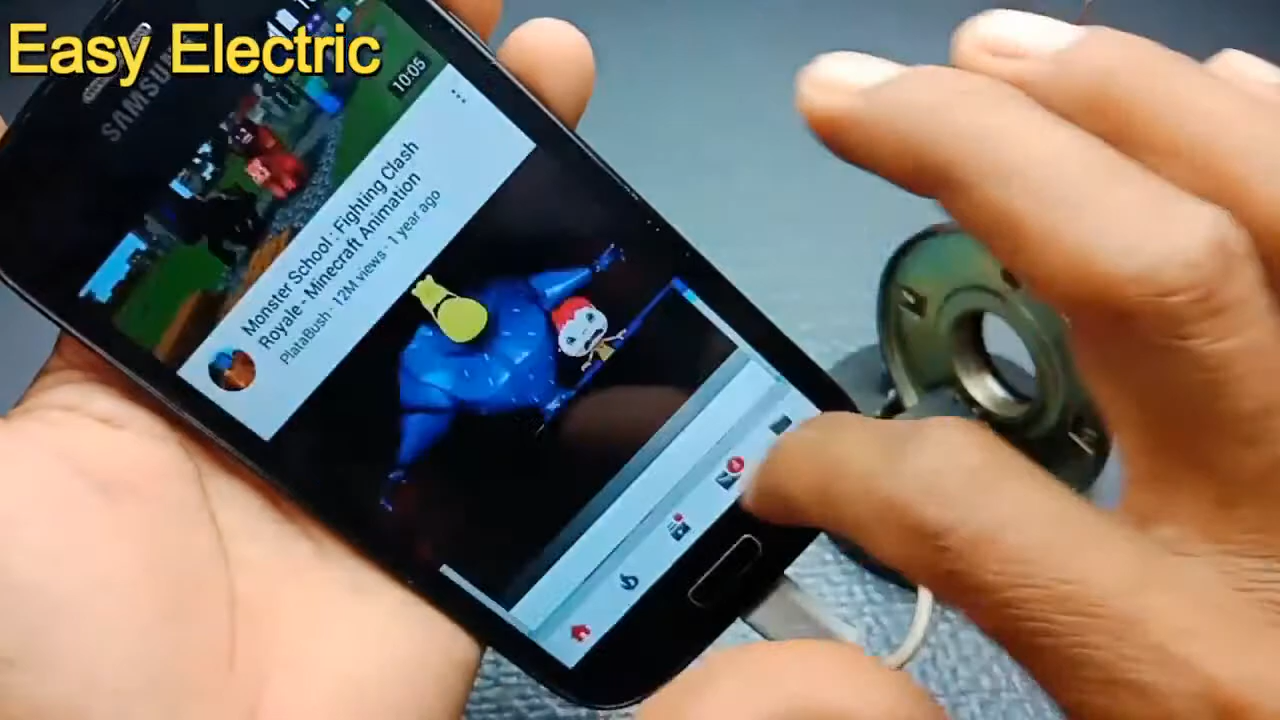 Easy Electric
SAMSUNG
10:05
Monster School : Fighting Clash
Royale - Minecraft Animation
PlataBush · 12M views · 1 year ago